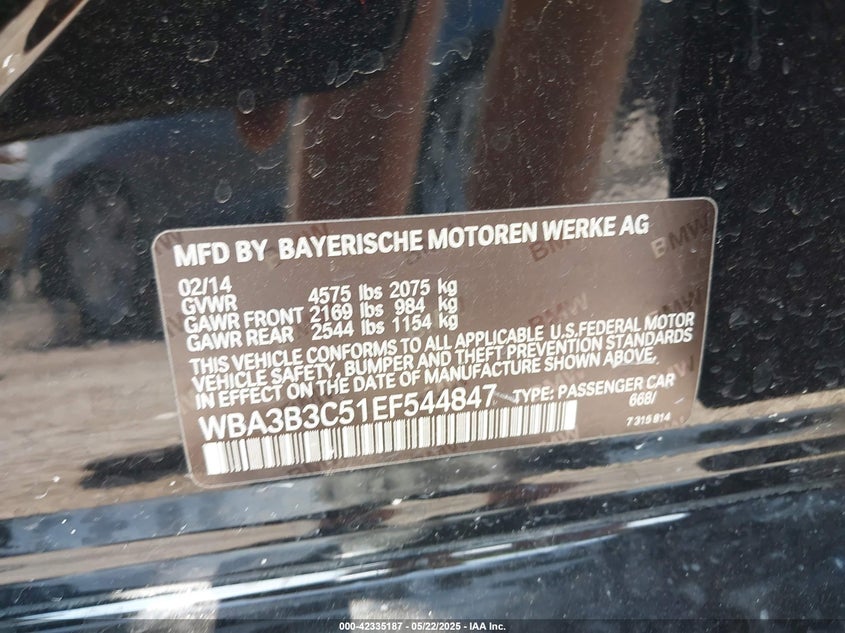 MFD BY BAYERISCHE MOTOREN WERKE AG
02/14
GVWR 4575 lbs 2075 kg
GAWR FRONT 2169 lbs 984 kg
GAWR REAR 2544 lbs 1154 kg
THIS VEHICLE CONFORMS TO ALL APPLICABLE U.S.FEDERAL MOTOR
VEHICLE SAFETY, BUMPER AND THEFT PREVENTION STANDARDS
IN EFFECT ON THE DATE OF MANUFACTURE SHOWN ABOVE.
WBA3B3C51EF544847 TYPE: PASSENGER CAR
668/
7 315 814
BMW
BMW
BMW
000-42335187 - 05/22/2025 - IAA Inc.